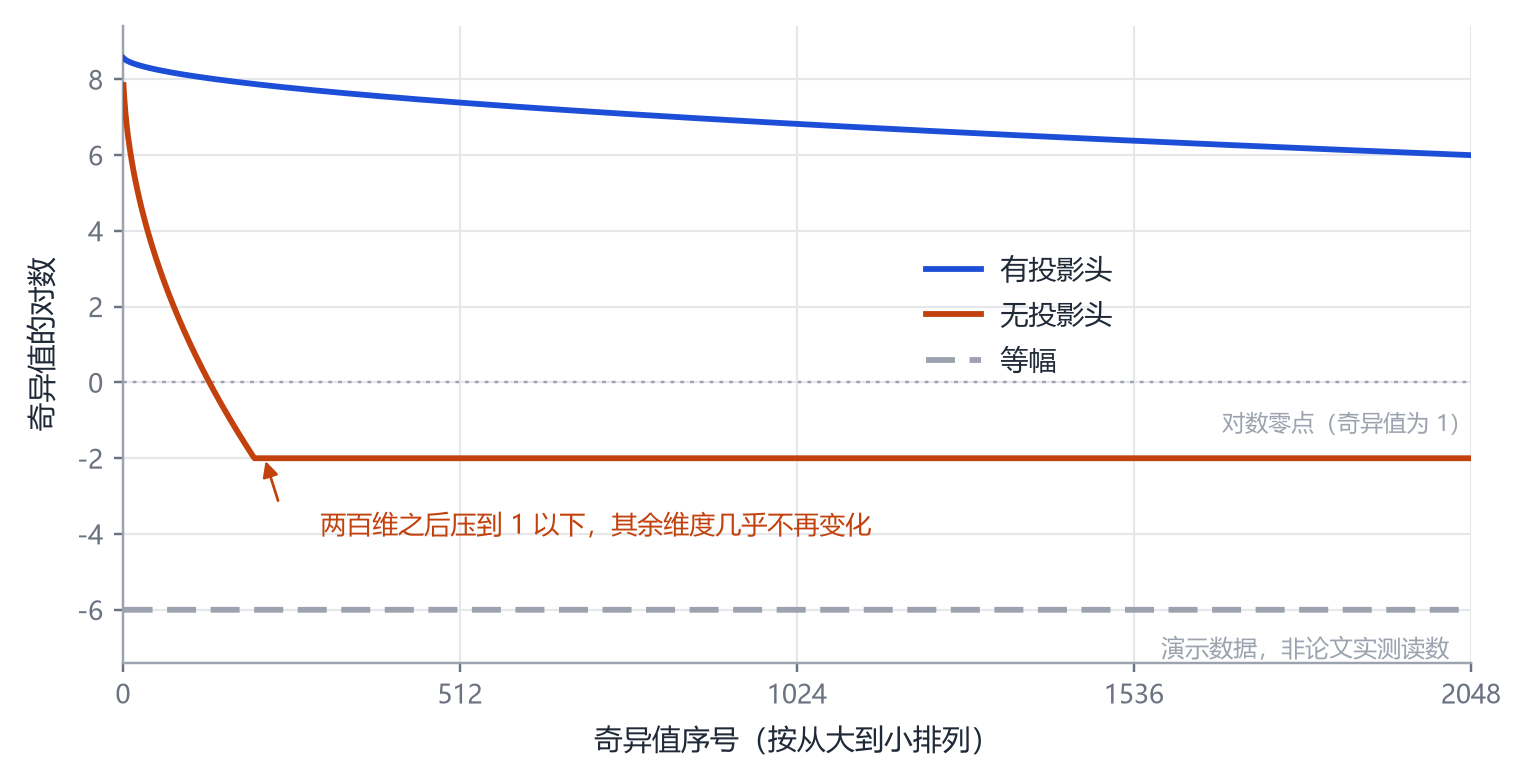 8
6
4
2
0
-2
-4
-6
奇异值的对数
有投影头
无投影头
等幅
对数零点（奇异值为 1）
两百维之后压到 1 以下，其余维度几乎不再变化
演示数据，非论文实测读数
0 512 1024 1536 2048
奇异值序号（按从大到小排列）